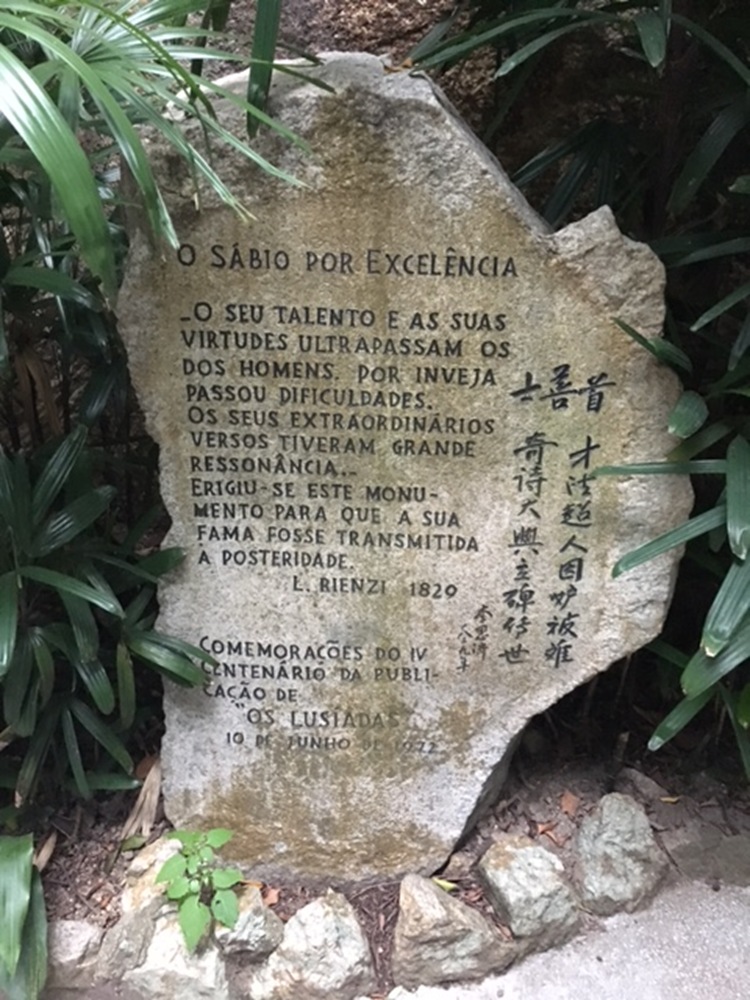 O SÁBIO POR EXCELÊNCIA
–O SEU TALENTO E AS SUAS
VIRTUDES ULTRAPASSAM OS
DOS HOMENS. POR INVEJA
PASSOU DIFICULDADES.
OS SEUS EXTRAORDINÁRIOS
VERSOS TIVERAM GRANDE
RESSONÂNCIA.–
ERIGIU-SE ESTE MONU-
MENTO PARA QUE A SUA
FAMA FOSSE TRANSMITIDA
A POSTERIDADE.
L. RIENZI 1829
COMEMORAÇÕES DO IV
CENTENÁRIO DA PUBLI-
CAÇÃO DE
"OS LUSÍADAS"
10 DE JUNHO DE 1972
首善士
才德超人因妒被难
奇诗大興立碑传世